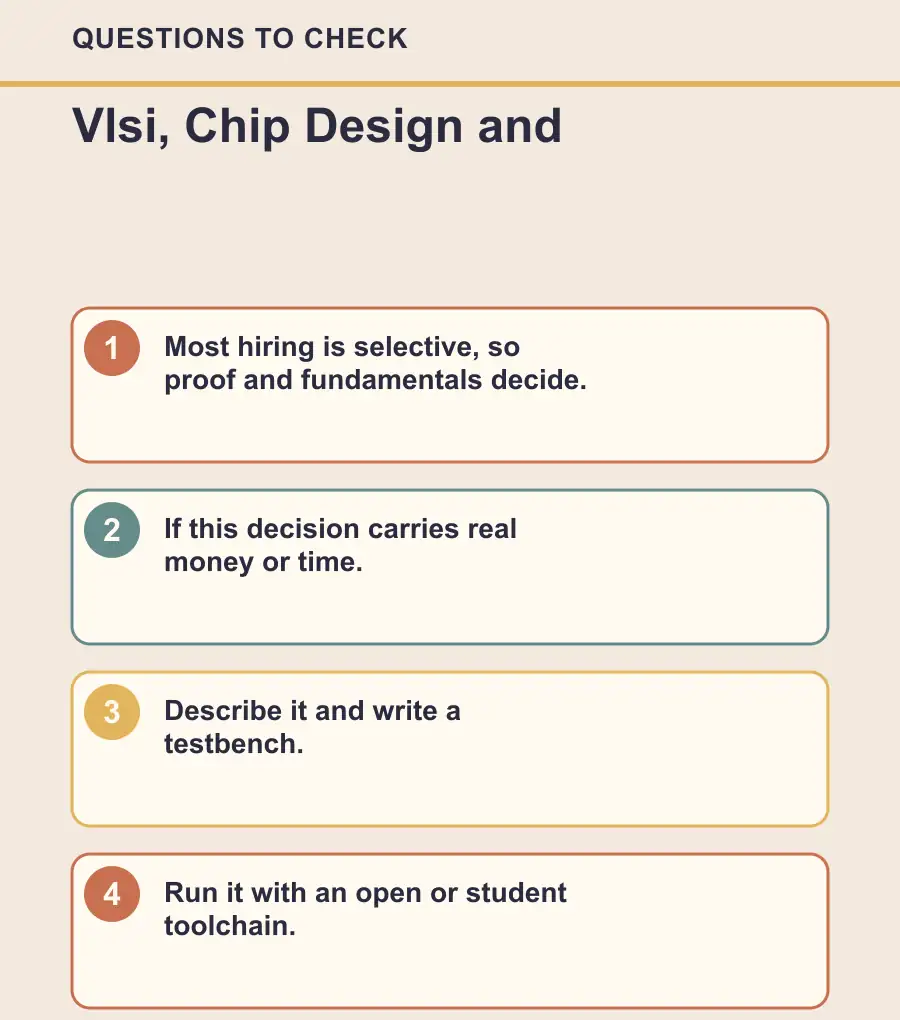 QUESTIONS TO CHECK
Vlsi, Chip Design and
1
Most hiring is selective, so
proof and fundamentals decide.
2
If this decision carries real
money or time.
3
Describe it and write a
testbench.
4
Run it with an open or student
toolchain.